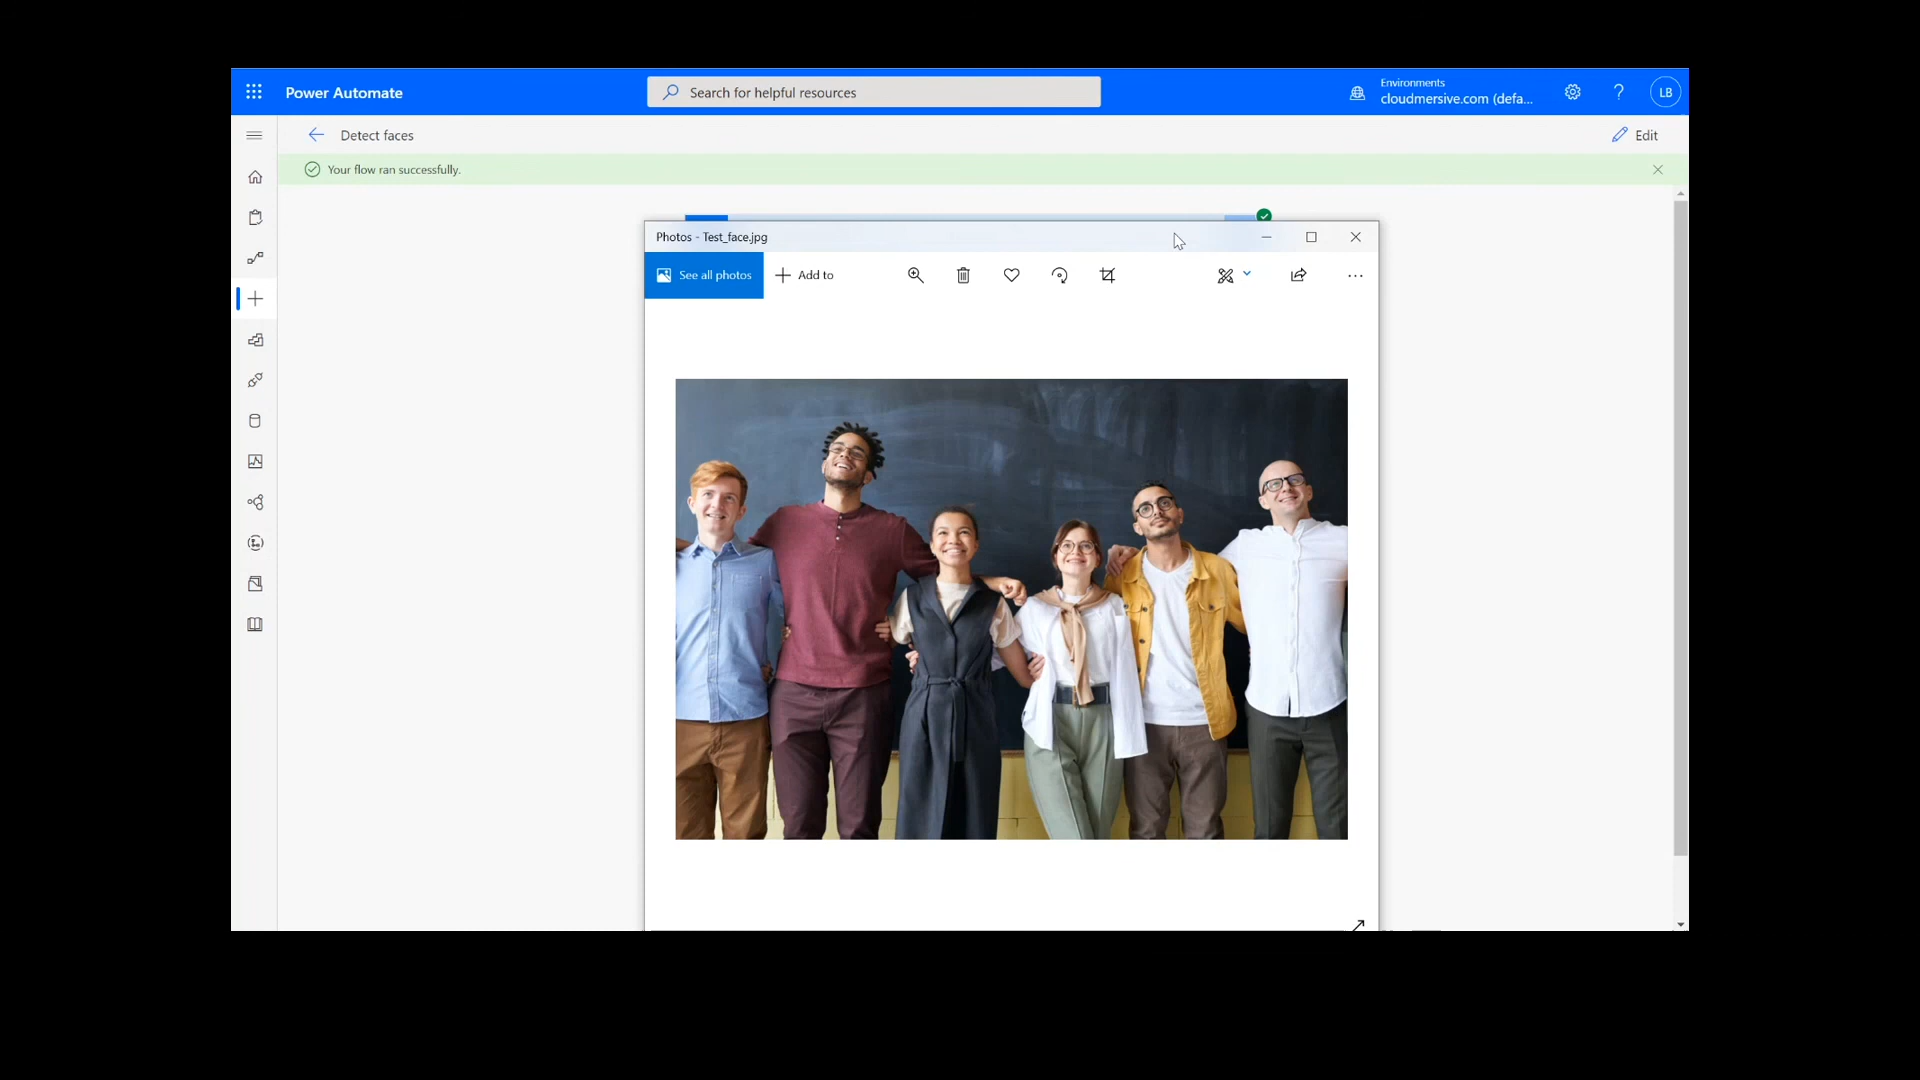 Power Automate
Search for helpful resources
Environments
cloudmersive.com (defa...
?
LB
Detect faces
Edit
Your flow ran successfully.
Photos - Test_face.jpg
See all photos
Add to